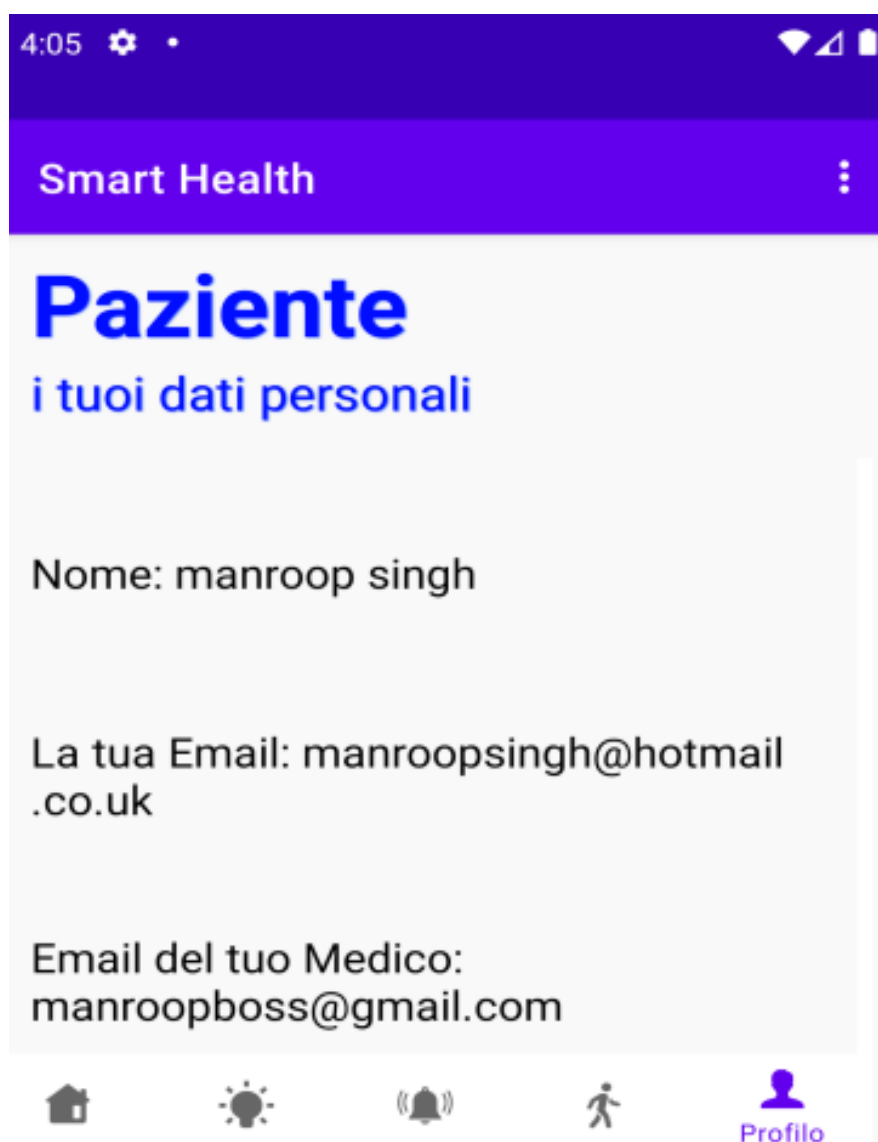 4:05
Smart Health
Paziente
i tuoi dati personali
Nome: manroop singh
La tua Email: manroopsingh@hotmail
.co.uk
Email del tuo Medico:
manroopboss@gmail.com
Profilo